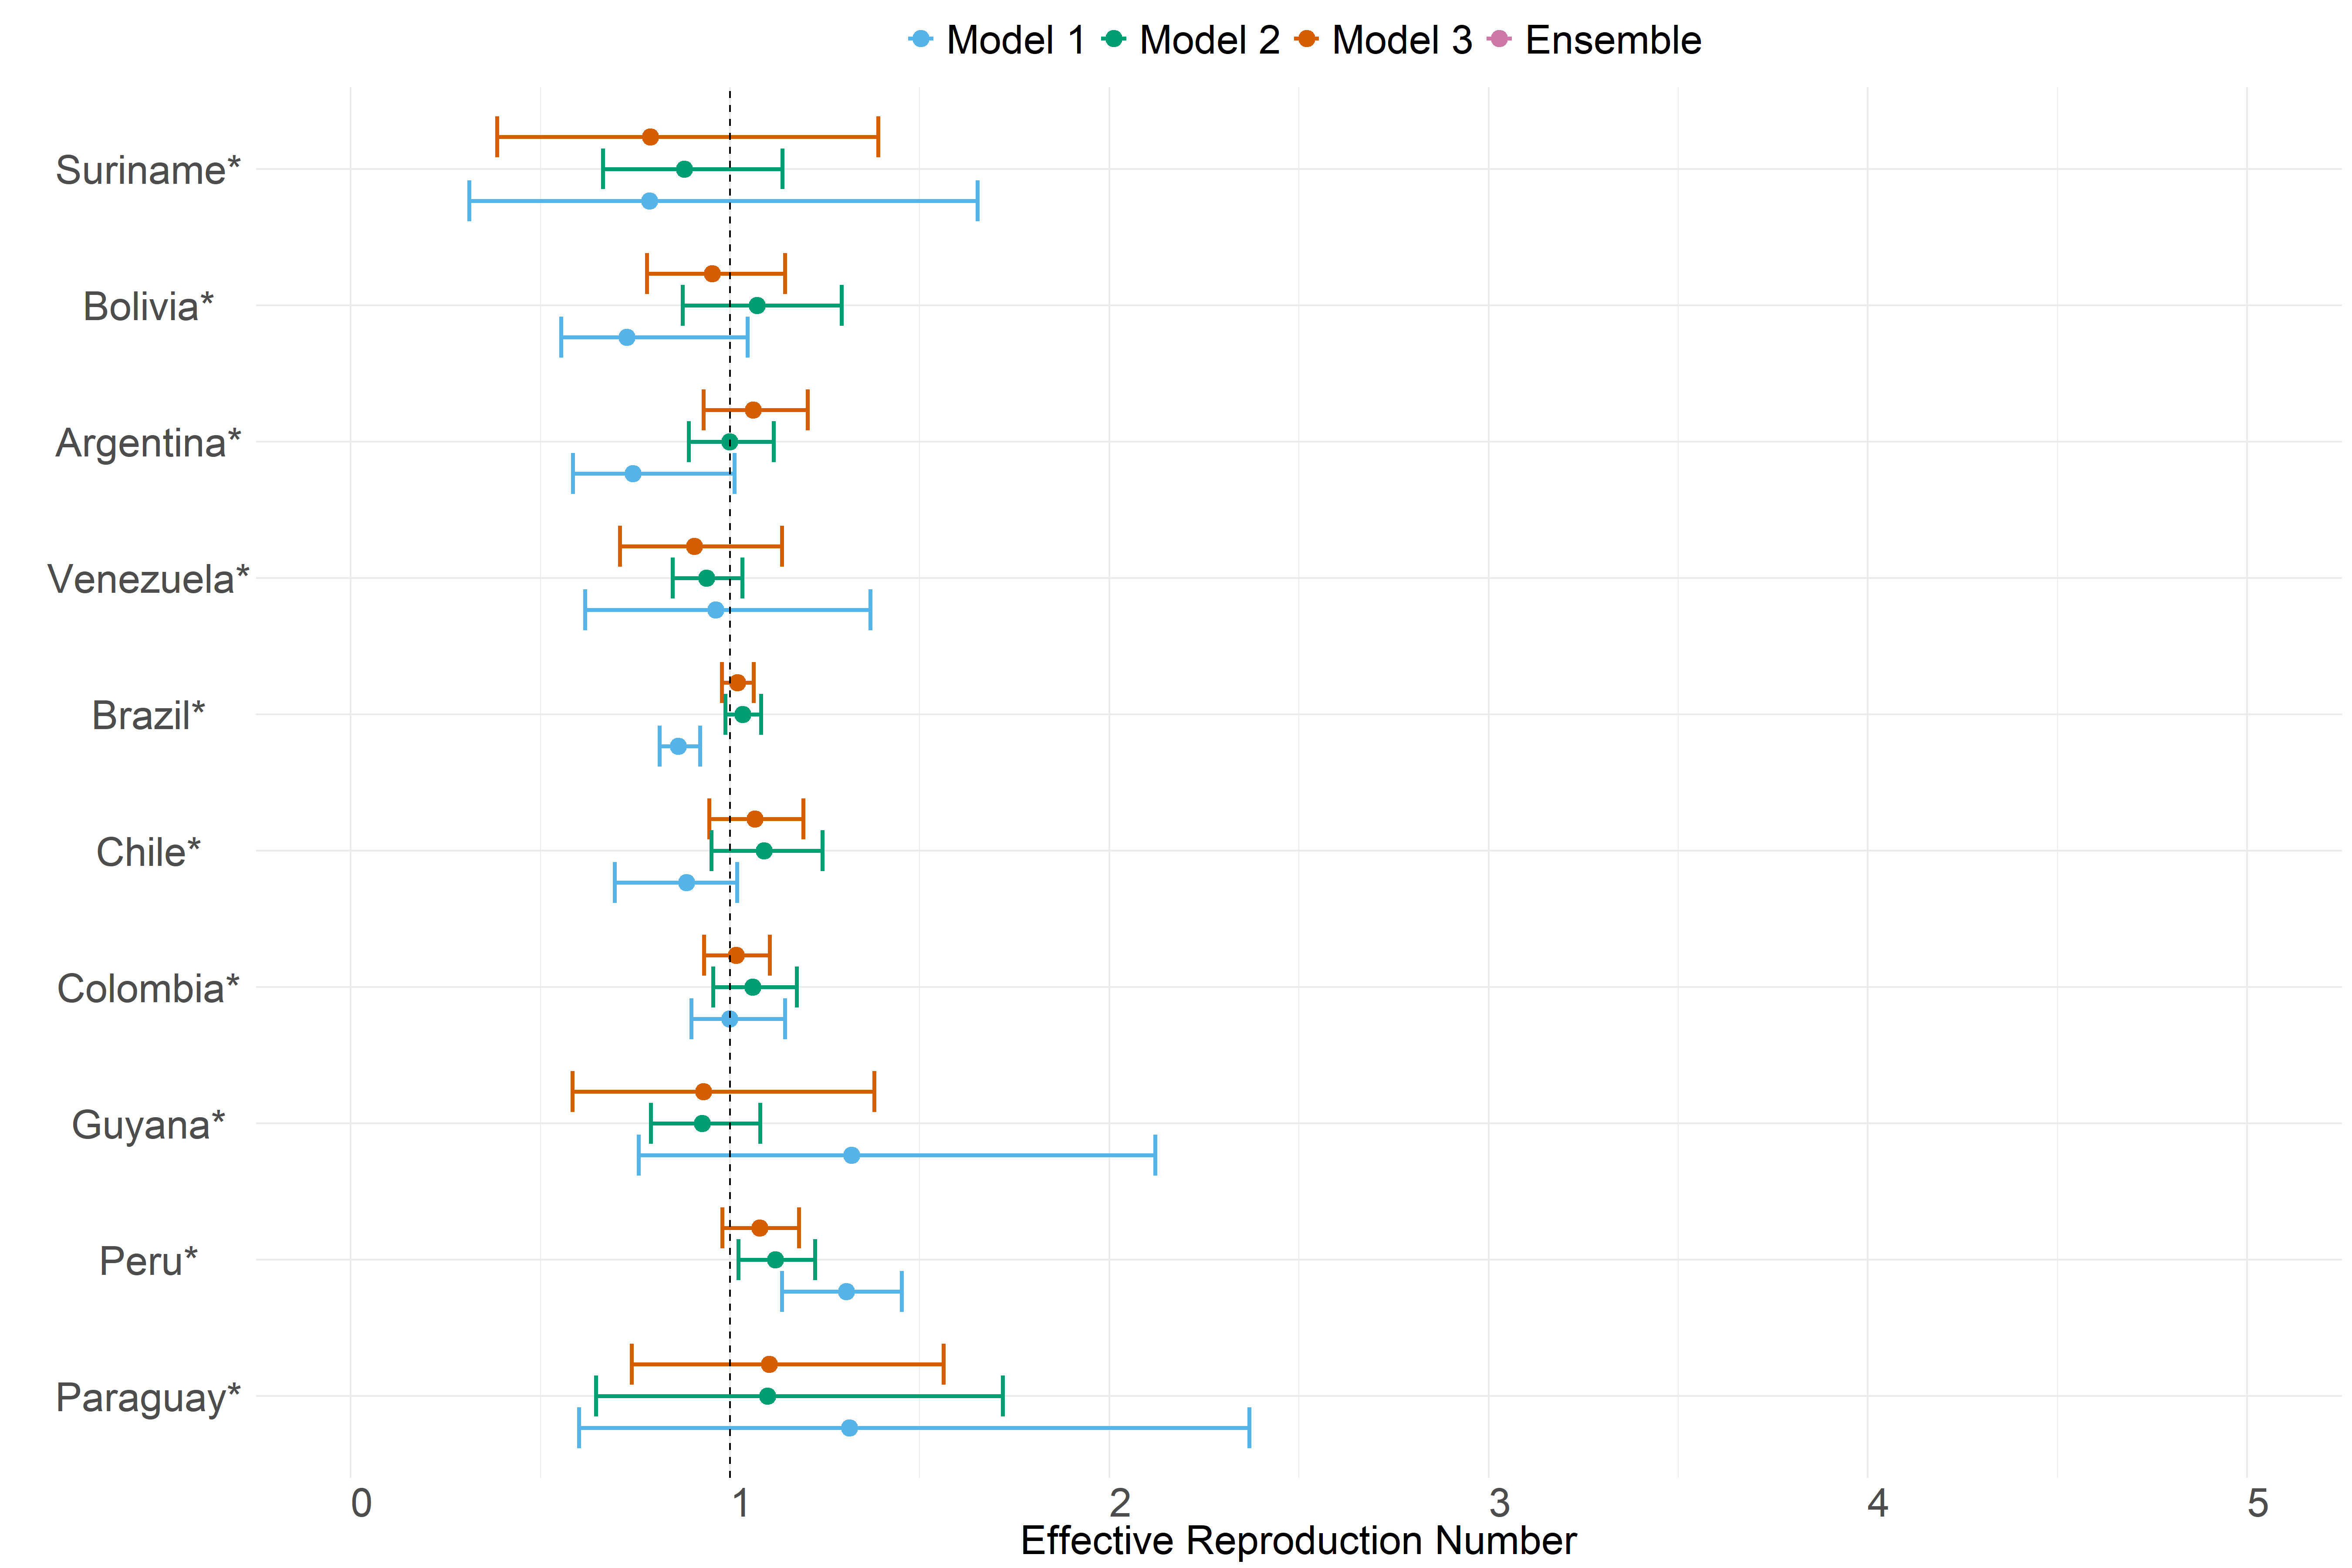 Model 1 Model 2 Model 3 Ensemble
Suriname*
Bolivia*
Argentina*
Venezuela*
Brazil*
Chile*
Colombia*
Guyana*
Peru*
Paraguay*
0 1 2 3 4 5
Effective Reproduction Number